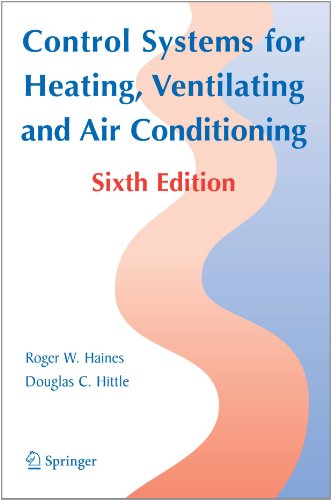 Control Systems for
Heating, Ventilating
and Air Conditioning
Sixth Edition
Roger W. Haines
Douglas C. Hittle
Springer